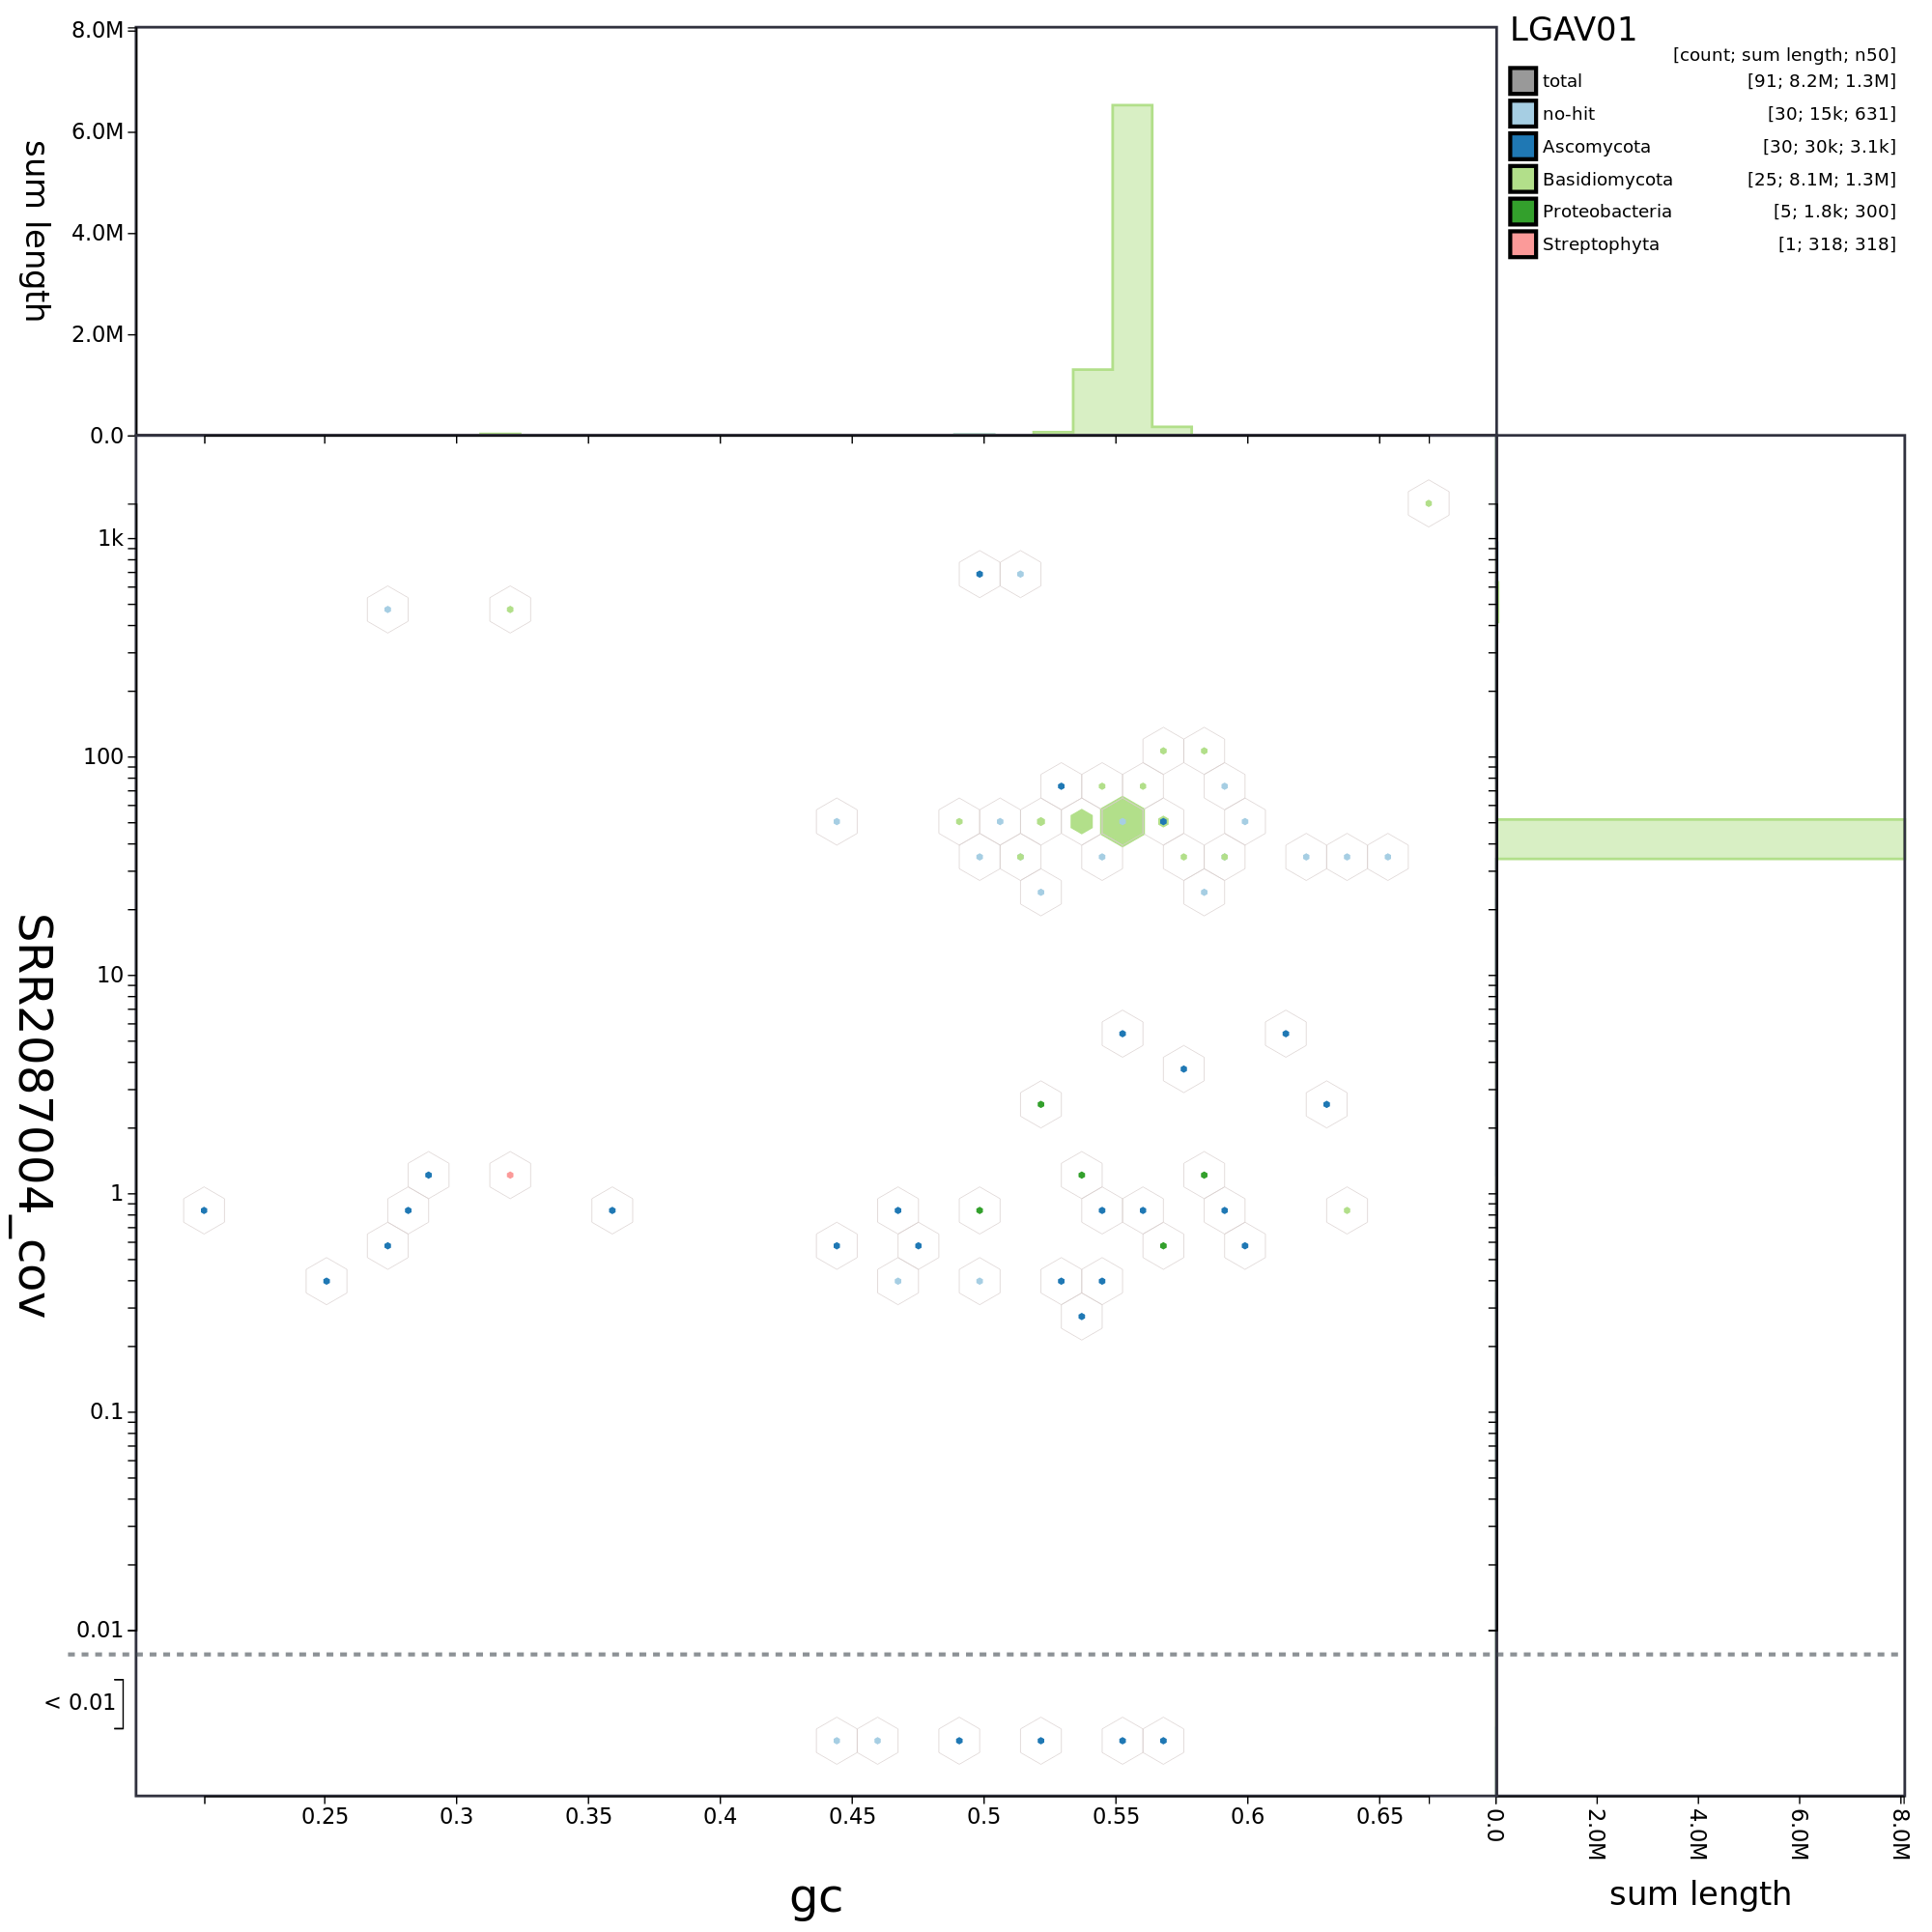 LGAV01
[count; sum length; n50]
total [91; 8.2M; 1.3M]
no-hit [30; 15k; 631]
Ascomycota [30; 30k; 3.1k]
Basidiomycota [25; 8.1M; 1.3M]
Proteobacteria [5; 1.8k; 300]
Streptophyta [1; 318; 318]
8.0M
6.0M
4.0M
2.0M
0.0
sum length
1k
100
10
1
0.1
0.01
< 0.01
SRR2087004_cov
0.25 0.3 0.35 0.4 0.45 0.5 0.55 0.6 0.65
gc
0.0 2.0M 4.0M 6.0M 8.0M
sum length